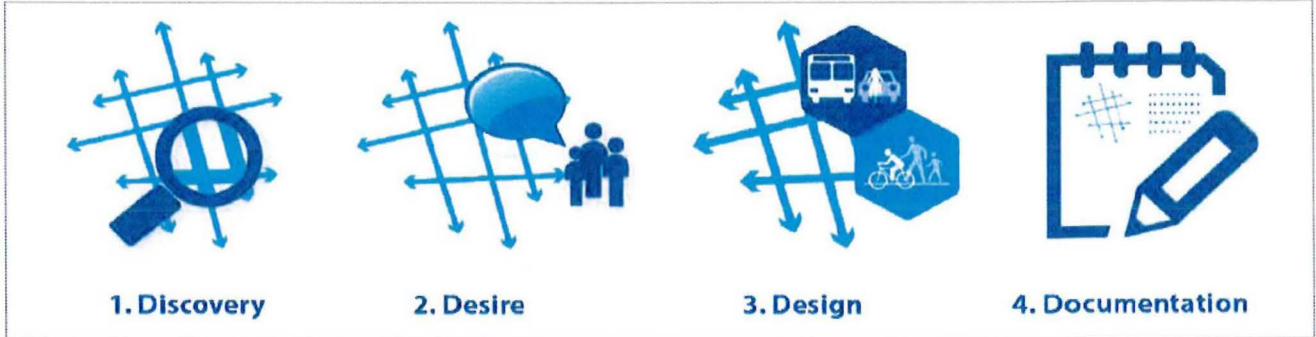 1. Discovery
2. Desire
3. Design
4. Documentation